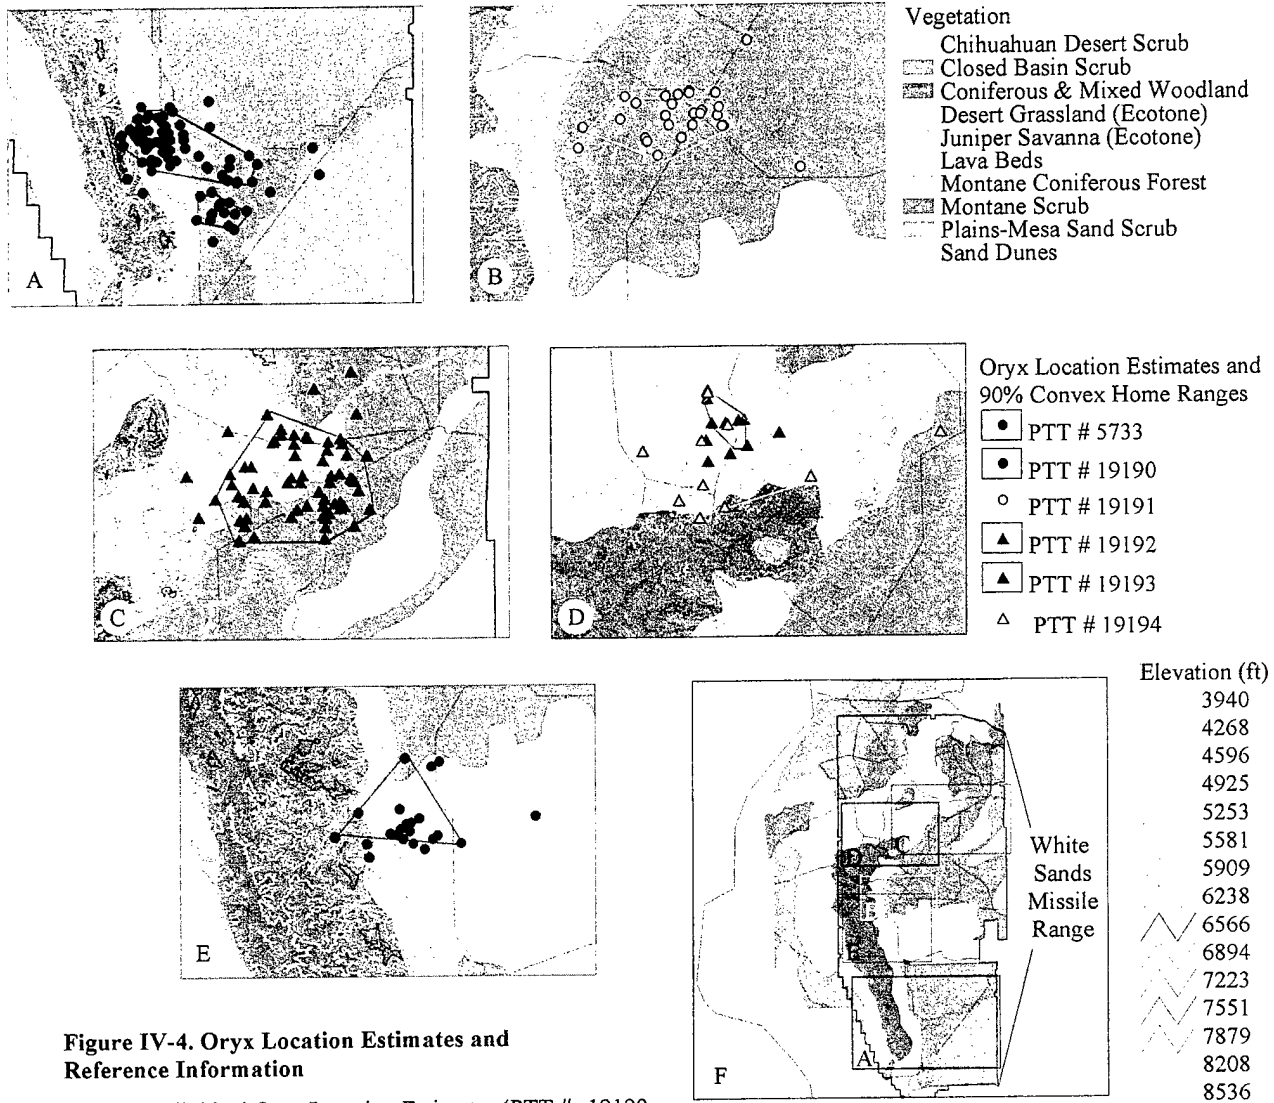 Vegetation
Chihuahuan Desert Scrub
Closed Basin Scrub
Coniferous & Mixed Woodland
Desert Grassland (Ecotone)
Juniper Savanna (Ecotone)
Lava Beds
Montane Coniferous Forest
Montane Scrub
Plains-Mesa Sand Scrub
Sand Dunes
A
B
Oryx Location Estimates and
90% Convex Home Ranges
PTT # 5733
PTT # 19190
PTT # 19191
PTT # 19192
PTT # 19193
PTT # 19194
C
D
Elevation (ft)
3940
4268
4596
4925
5253
5581
5909
6238
6566
6894
7223
7551
7879
8208
8536
C
D
B
E
A
White
Sands
Missile
Range
E
F
Figure IV-4. Oryx Location Estimates and
Reference Information